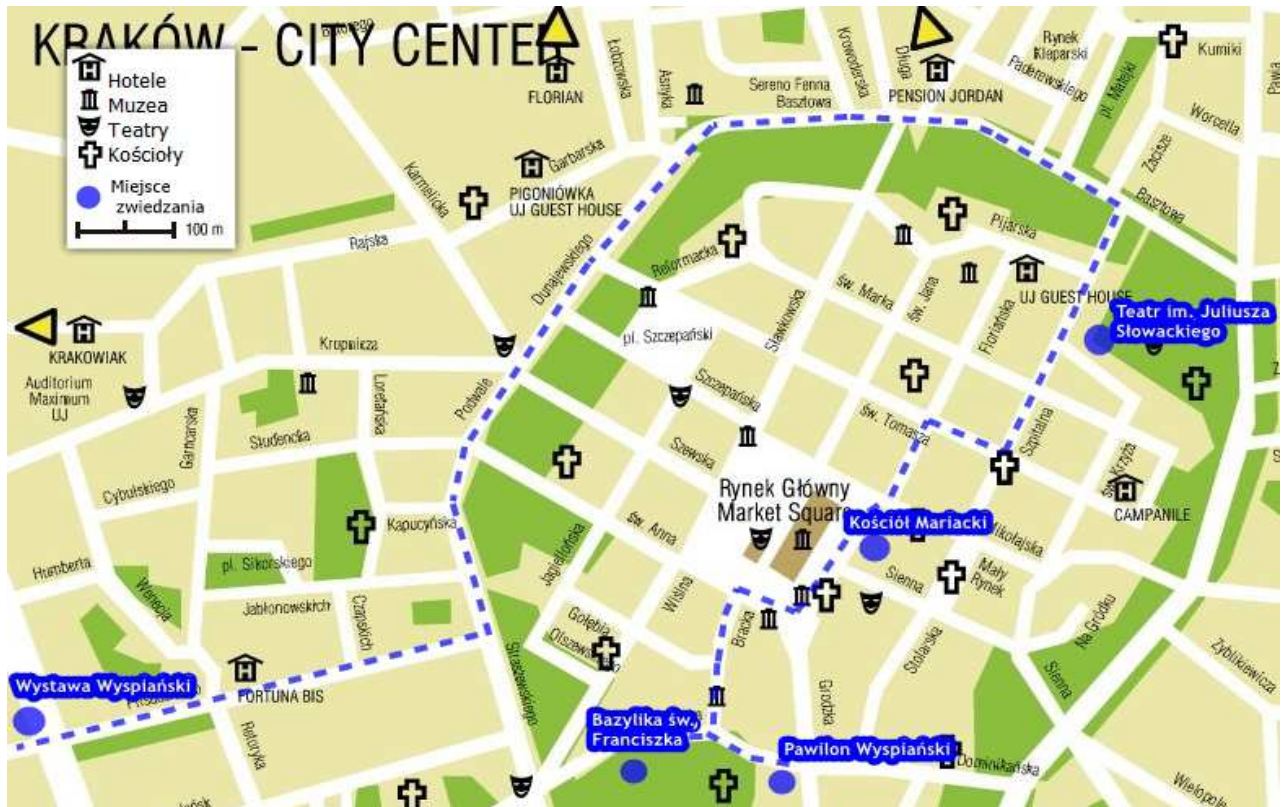 KRAKÓW - CITY CENTER
Hotele
Muzea
Teatry
Kościoły
Miejsce
zwiedzania
100 m
FLORIAN
Łobzowska
Asnyka
Sereno Fenna
Basztowa
Krowoderska
Długa
PENSION JORDAN
Rynek
Kleparski
Paderewskiego
pl. Matejki
Kurniki
Worcella
Zacisze
Basztowa
Karmelicka
Garbarska
PIGONIÓWKA
UJ GUEST HOUSE
Rajska
Dunajewskiego
Reformacka
Pijarska
UJ GUEST HOUSE
św. Marka
św. Jana
Floriańska
Sławkowska
pl. Szczepański
Teatr im. Juliusza
Słowackiego
KRAKOWIAK
Auditorium
Maximum
UJ
Krupnicza
Loretańska
Podwale
Szczepańska
Szewska
św. Tomasza
Szpitalna
św. Krzyża
CAMPANILE
Garncarska
Studencka
Cybulskiego
Kapucyńska
Rynek Główny
Market Square
Kościół Mariacki
Mikołajska
św. Anna
Jagiellońska
Wiślna
Sienna
Mały
Rynek
Humberta
Wenecja
pl. Sikorskiego
Jabłonowskich
Czapskich
Gołębia
Bracka
Stolarska
Na Gródku
Sienna
Zyblikiewicza
Straszewskiego
Grodzka
Wystawa Wyspiański
FORTUNA BIS
Retoryka
Bazylika św.,
Franciszka
Pawilon Wyspiański
Dominikańska
Wielopole